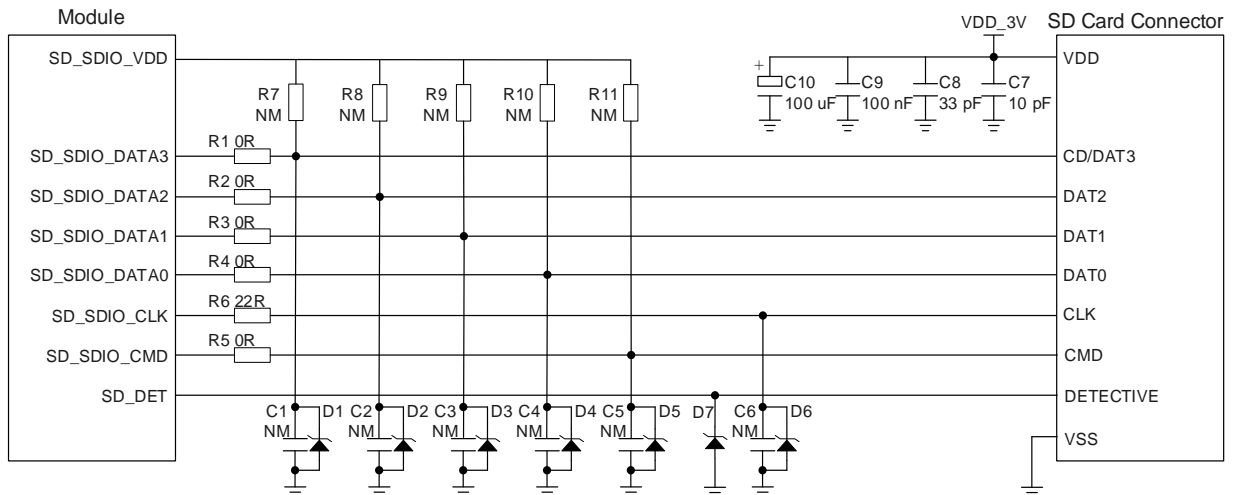 Module
VDD_3V
SD Card Connector
SD_SDIO_VDD
VDD
R7
NM
R8
NM
R9
NM
R10
NM
R11
NM
+
C10
100 uF
C9
100 nF
C8
33 pF
C7
10 pF
SD_SDIO_DATA3
R1 0R
CD/DAT3
SD_SDIO_DATA2
R2 0R
DAT2
SD_SDIO_DATA1
R3 0R
DAT1
SD_SDIO_DATA0
R4 0R
DAT0
SD_SDIO_CLK
R6 22R
CLK
SD_SDIO_CMD
R5 0R
CMD
SD_DET
DETECTIVE
C1
NM
D1
C2
NM
D2
C3
NM
D3
C4
NM
D4
C5
NM
D5
D7
C6
NM
D6
VSS